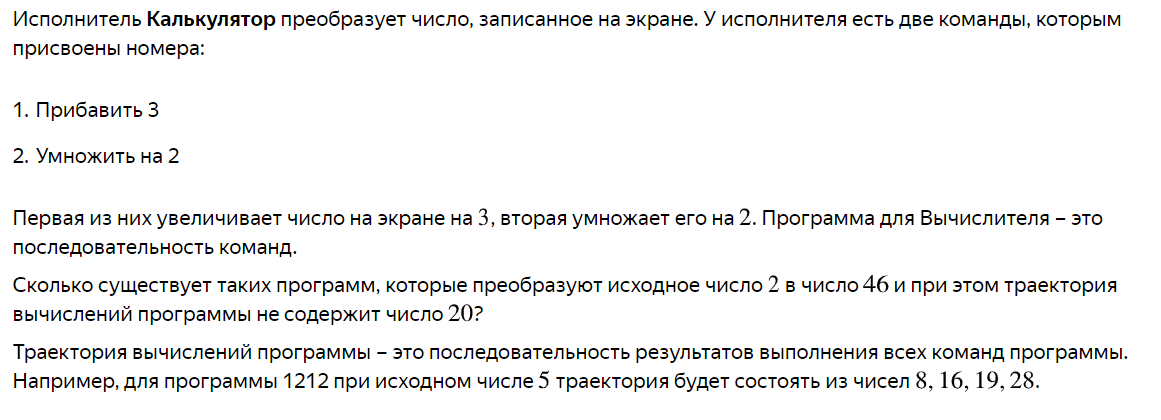 Исполнитель Калькулятор преобразует число, записанное на экране. У исполнителя есть две команды, которым
присвоены номера:
1. Прибавить 3
2. Умножить на 2
Первая из них увеличивает число на экране на 3, вторая умножает его на 2. Программа для Вычислителя – это
последовательность команд.
Сколько существует таких программ, которые преобразуют исходное число 2 в число 46 и при этом траектория
вычислений программы не содержит число 20?
Траектория вычислений программы – это последовательность результатов выполнения всех команд программы.
Например, для программы 1212 при исходном числе 5 траектория будет состоять из чисел 8, 16, 19, 28.